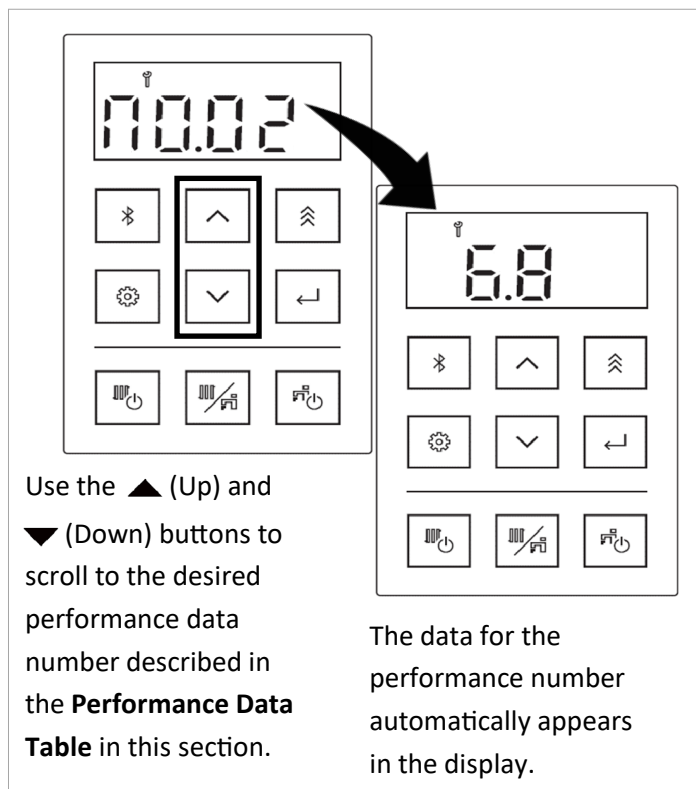 П0.02
6.8
Use the ▲ (Up) and
▼ (Down) buttons to
scroll to the desired
performance data
number described in
the Performance Data
Table in this section.
The data for the
performance number
automatically appears
in the display.